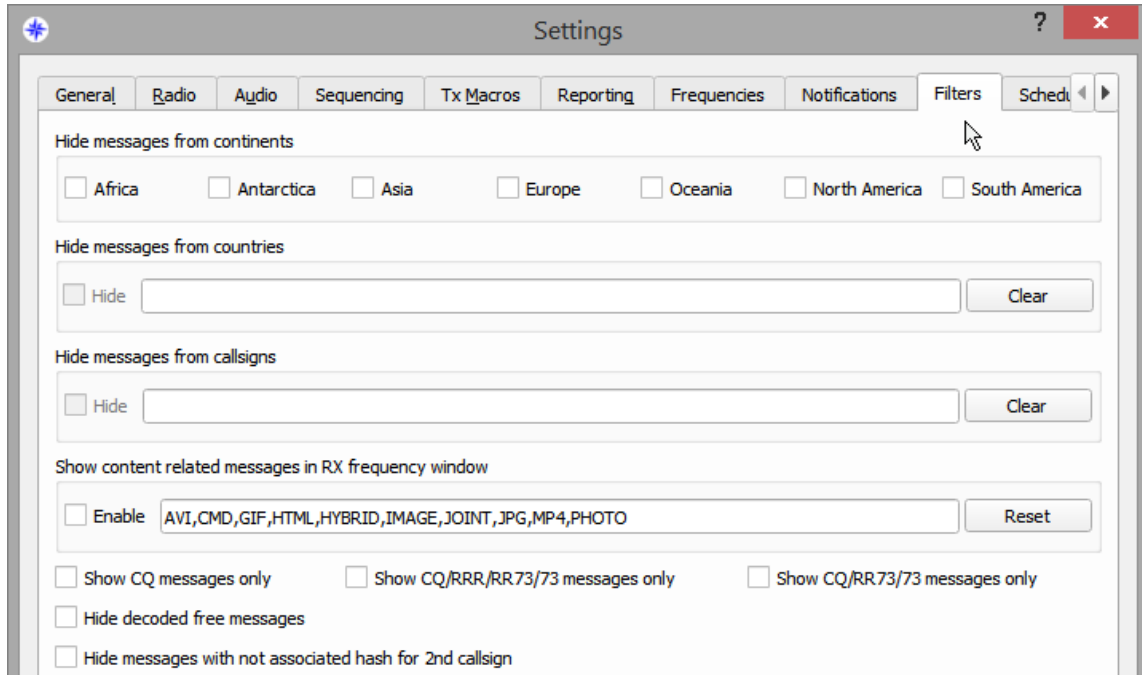 Settings
?
x
General Radio Audio Sequencing Tx Macros Reporting Frequencies Notifications Filters Schedu
Hide messages from continents
Africa Antarctica Asia Europe Oceania North America South America
Hide messages from countries
Hide Clear
Hide messages from callsigns
Hide Clear
Show content related messages in RX frequency window
Enable AVI,CMD,GIF,HTML,HYBRID,IMAGE,JOINT,JPG,MP4,PHOTO Reset
Show CQ messages only Show CQ/RRR/RR73/73 messages only Show CQ/RR73/73 messages only
Hide decoded free messages
Hide messages with not associated hash for 2nd callsign